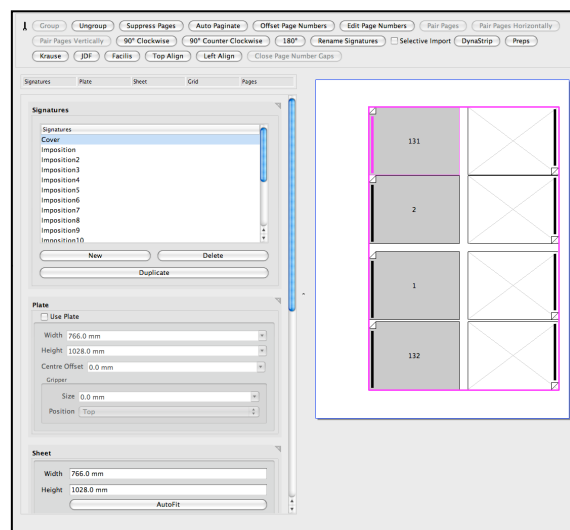 Group Ungroup Suppress Pages Auto Paginate Offset Page Numbers Edit Page Numbers Pair Pages Pair Pages Horizontally
Pair Pages Vertically 90° Clockwise 90° Counter Clockwise 180° Rename Signatures Selective Import DynaStrip Preps
Krause JDF Facilis Top Align Left Align Close Page Number Gaps
Signatures Plate Sheet Grid Pages
Signatures
Signatures
Cover
Imposition
Imposition2
Imposition3
Imposition4
Imposition5
Imposition6
Imposition7
Imposition8
Imposition9
Imposition10
New Delete
Duplicate
Plate
Use Plate
Width 766.0 mm
Height 1028.0 mm
Centre Offset 0.0 mm
Gripper
Size 0.0 mm
Position Top
Sheet
Width 766.0 mm
Height 1028.0 mm
AutoFit
131
2
1
132